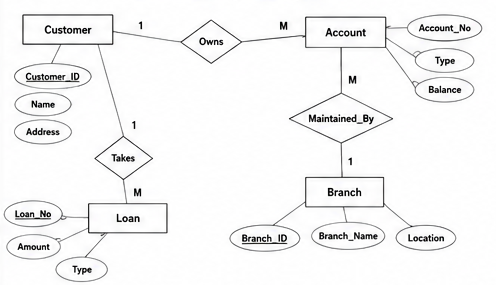 Customer
1
Owns
M
Account
Account_No
Type
Balance
Customer_ID
Name
Address
M
Maintained_By
1
1
Takes
M
Branch
Branch_ID
Branch_Name
Location
Loan_No
Loan
Amount
Type